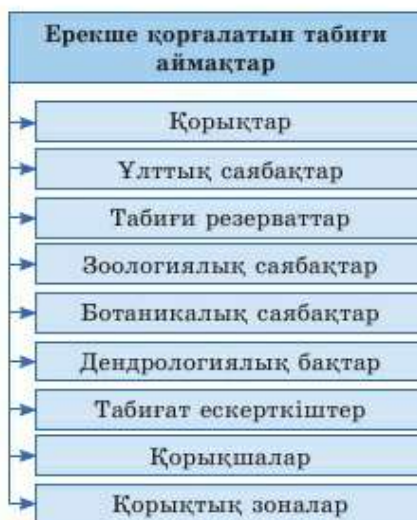 Ерекше қорғалатын табиғи
аймақтар
Қорықтар
Ұлттық саябақтар
Табиғи резерваттар
Зоологиялық саябақтар
Ботаникалық саябақтар
Дендрологиялық бақтар
Табиғат ескерткіштер
Қорықшалар
Қорықтық зоналар